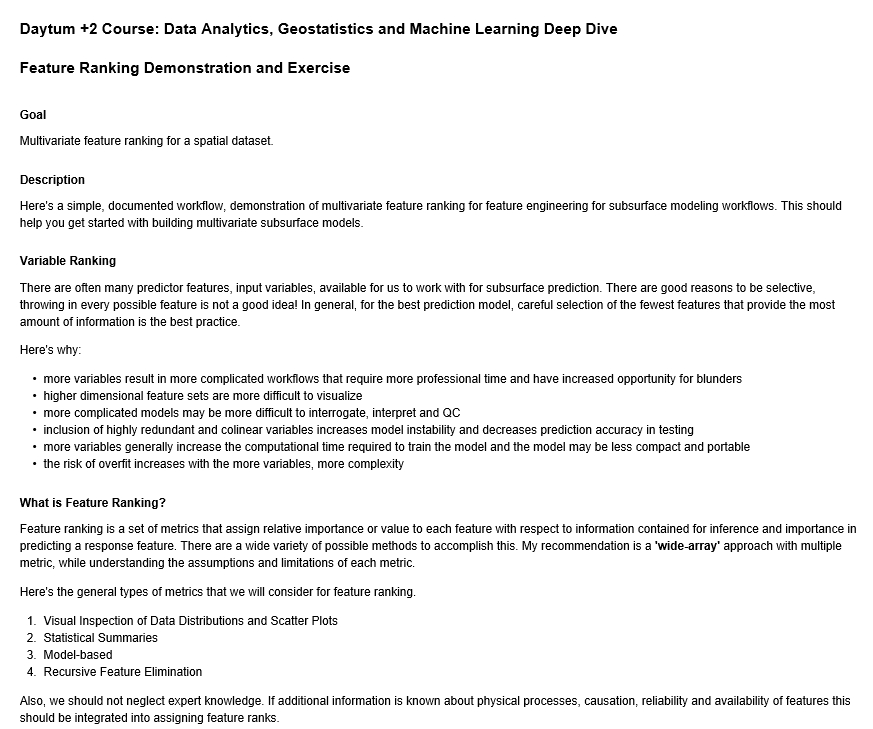 Daytum +2 Course: Data Analytics, Geostatistics and Machine Learning Deep Dive
Feature Ranking Demonstration and Exercise
Goal
Multivariate feature ranking for a spatial dataset.
Description
Here's a simple, documented workflow, demonstration of multivariate feature ranking for feature engineering for subsurface modeling workflows. This should
help you get started with building multivariate subsurface models.
Variable Ranking
There are often many predictor features, input variables, available for us to work with for subsurface prediction. There are good reasons to be selective,
throwing in every possible feature is not a good idea! In general, for the best prediction model, careful selection of the fewest features that provide the most
amount of information is the best practice.
Here's why:
• more variables result in more complicated workflows that require more professional time and have increased opportunity for blunders
• higher dimensional feature sets are more difficult to visualize
• more complicated models may be more difficult to interrogate, interpret and QC
• inclusion of highly redundant and colinear variables increases model instability and decreases prediction accuracy in testing
• more variables generally increase the computational time required to train the model and the model may be less compact and portable
• the risk of overfit increases with the more variables, more complexity
What is Feature Ranking?
Feature ranking is a set of metrics that assign relative importance or value to each feature with respect to information contained for inference and importance in
predicting a response feature. There are a wide variety of possible methods to accomplish this. My recommendation is a 'wide-array' approach with multiple
metric, while understanding the assumptions and limitations of each metric.
Here's the general types of metrics that we will consider for feature ranking.
1. Visual Inspection of Data Distributions and Scatter Plots
2. Statistical Summaries
3. Model-based
4. Recursive Feature Elimination
Also, we should not neglect expert knowledge. If additional information is known about physical processes, causation, reliability and availability of features this
should be integrated into assigning feature ranks.